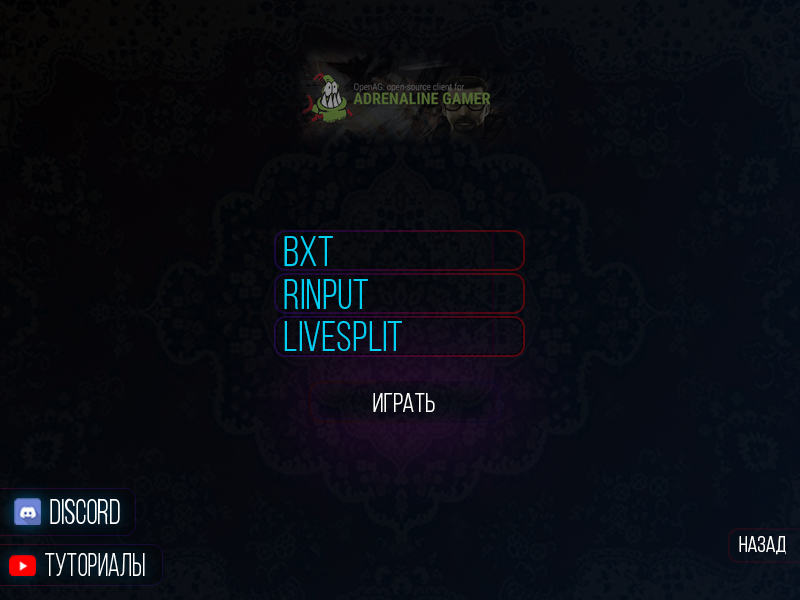 OpenAG: open-source client for
ADRENALINE GAMER
BXT
RINPUT
LIVESPLIT
ИГРАТЬ
DISCORD
ТУТОРИАЛЫ
НАЗАД